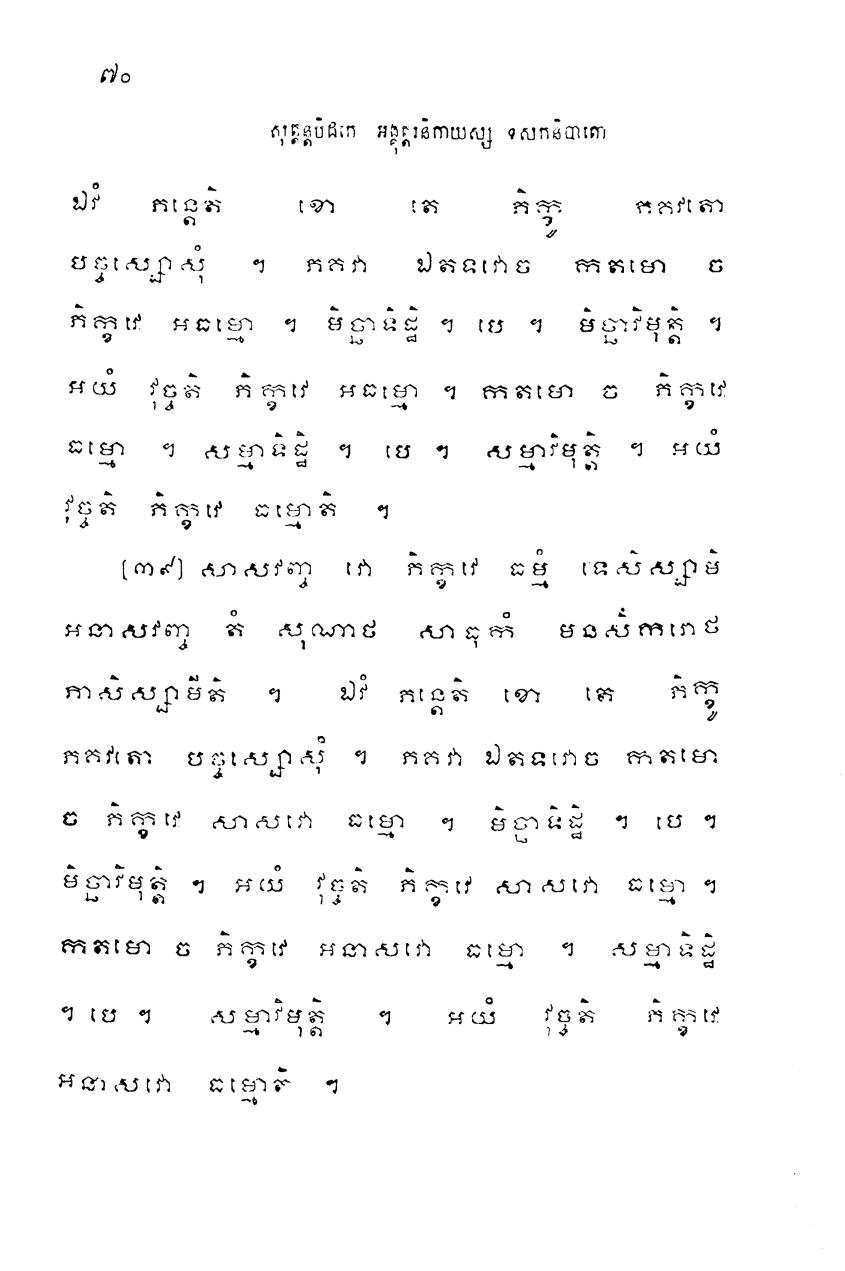 ៧០
សុត្តន្តបិដកេ អង្គុត្តរនិកាយស្ស ទសកនិបាតោ
ឯវំ ភន្តេតិ ខោ តេ ភិក្ខូ ភគវតោ
បច្ចស្សោសុំ ។ ភគវា ឯតទវោច កតមោ ច
ភិក្ខវេ អធម្មោ ។ មិច្ឆាទិដ្ឋិ ។ បេ ។ មិច្ឆាវិមុត្តិ ។
អយំ វុច្ចតិ ភិក្ខវេ អធម្មោ ។ កតមោ ច ភិក្ខវេ
ធម្មោ ។ សម្មាទិដ្ឋិ ។ បេ ។ សម្មាវិមុត្តិ ។ អយំ
វុច្ចតិ ភិក្ខវេ ធម្មោតិ ។
[៣៩] សាសវញ្ច វោ ភិក្ខវេ ធម្មំ ទេសិស្សាមិ
អនាសវញ្ច តំ សុណាថ សាធុកំ មនសិករោថ
ភាសិស្សាមីតិ ។ ឯវំ ភន្តេតិ ខោ តេ ភិក្ខូ
ភគវតោ បច្ចស្សោសុំ ។ ភគវា ឯតទវោច កតមោ
ច ភិក្ខវេ សាសវោ ធម្មោ ។ មិច្ឆាទិដ្ឋិ ។ បេ ។
មិច្ឆាវិមុត្តិ ។ អយំ វុច្ចតិ ភិក្ខវេ សាសវោ ធម្មោ ។
កតមោ ច ភិក្ខវេ អនាសវោ ធម្មោ ។ សម្មាទិដ្ឋិ
។ បេ ។ សម្មាវិមុត្តិ ។ អយំ វុច្ចតិ ភិក្ខវេ
អនាសវោ ធម្មោតិ ។